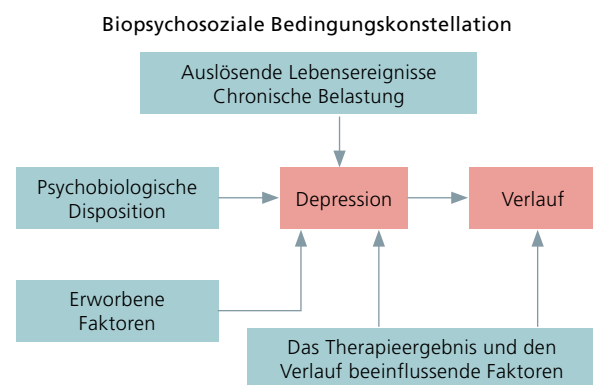 Biopsychosoziale Bedingungskonstellation
Auslösende Lebensereignisse
Chronische Belastung
Psychobiologische
Disposition
Depression
Verlauf
Erworbene
Faktoren
Das Therapieergebnis und den
Verlauf beeinflussende Faktoren